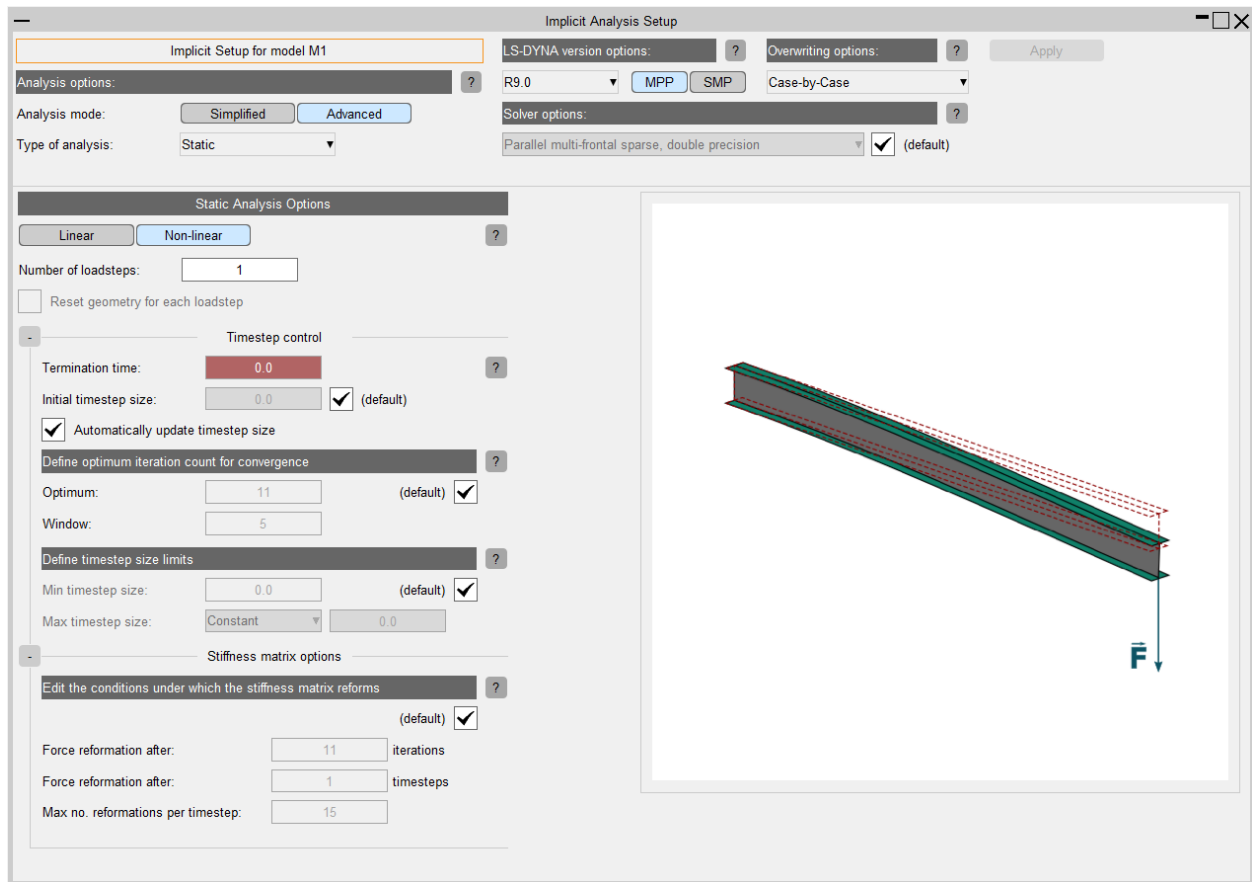 Implicit Analysis Setup
Implicit Setup for model M1
LS-DYNA version options: ?
Overwriting options: ?
Apply
Analysis options: ?
R9.0 MPP SMP
Case-by-Case
Analysis mode: Simplified Advanced
Solver options: ?
Type of analysis: Static
Parallel multi-frontal sparse, double precision (default)
Static Analysis Options
Linear Non-linear ?
Number of loadsteps: 1
Reset geometry for each loadstep
- Timestep control
Termination time: 0.0 ?
Initial timestep size: 0.0 (default)
Automatically update timestep size
Define optimum iteration count for convergence ?
Optimum: 11 (default)
Window: 5
Define timestep size limits ?
Min timestep size: 0.0 (default)
Max timestep size: Constant 0.0
- Stiffness matrix options
Edit the conditions under which the stiffness matrix reforms ?
(default)
Force reformation after: 11 iterations
Force reformation after: 1 timesteps
Max no. reformations per timestep: 15
F⃗